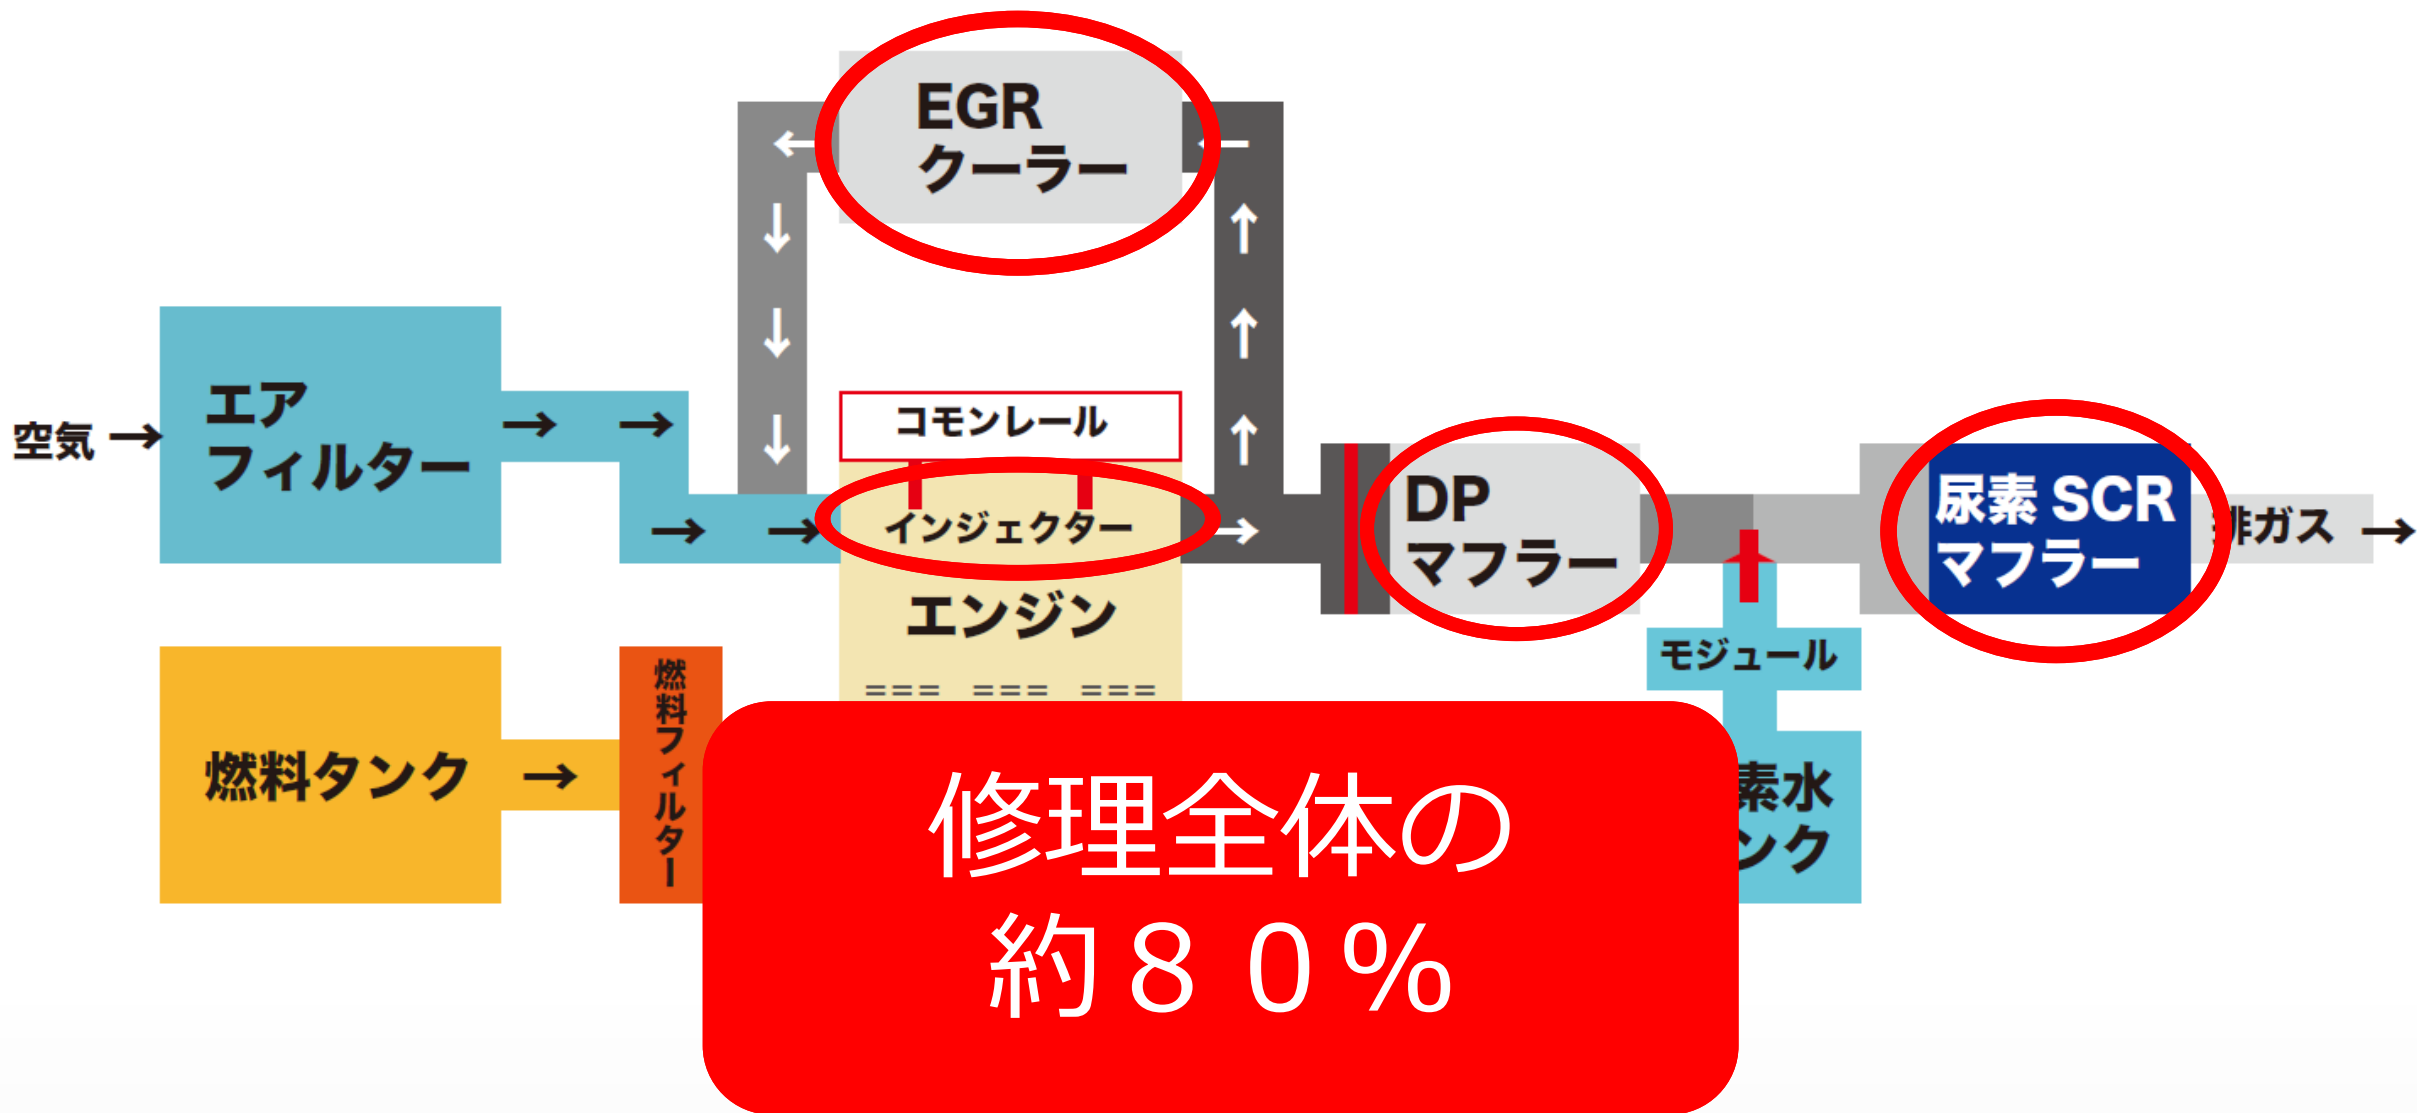 EGR
クーラー
コモンレール
エア
フィルター
空気
インジェクター
エンジン
DP
マフラー
尿素 SCR
マフラー
排ガス
モジュール
燃料タンク
燃料フィルター
素水
ンク
修理全体の
約８０％